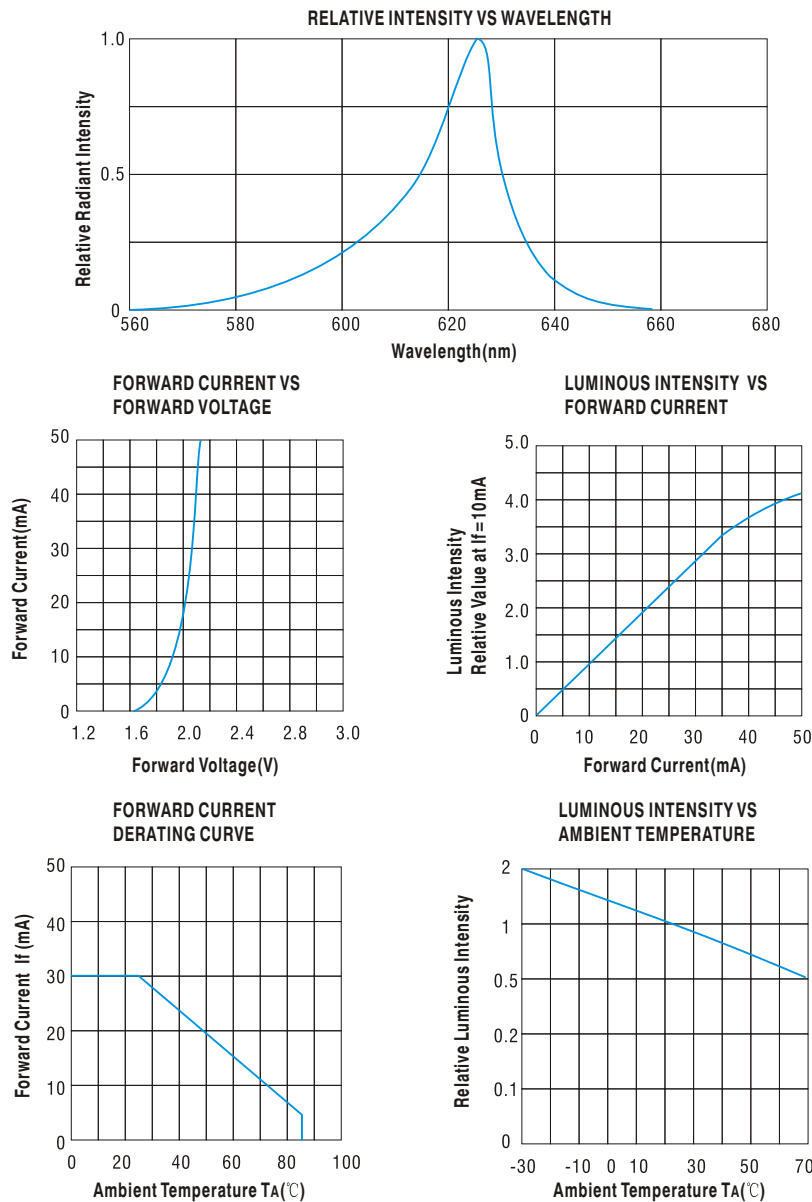 RELATIVE INTENSITY VS WAVELENGTH
Relative Radiant Intensity
1.0
0.5
0
560 580 600 620 640 660 680
Wavelength(nm)
FORWARD CURRENT VS
FORWARD VOLTAGE
Forward Current(mA)
50
40
30
20
10
0
1.2 1.6 2.0 2.4 2.8 3.0
Forward Voltage(V)
LUMINOUS INTENSITY VS
FORWARD CURRENT
Luminous Intensity
Relative Value at If=10mA
5.0
4.0
3.0
2.0
1.0
0
0 10 20 30 40 50
Forward Current(mA)
FORWARD CURRENT
DERATING CURVE
Forward Current If (mA)
50
40
30
20
10
0
0 20 40 60 80 100
Ambient Temperature TA(℃)
LUMINOUS INTENSITY VS
AMBIENT TEMPERATURE
Relative Luminous Intensity
2
1
0.5
0.2
0.1
0
-30 -10 0 10 30 50 70
Ambient Temperature TA(℃)